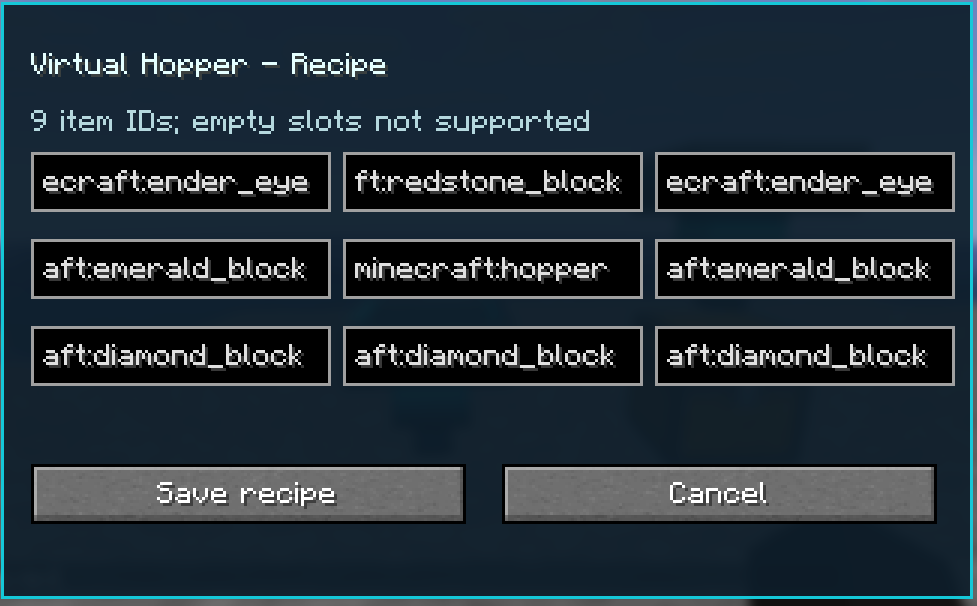 Virtual Hopper - Recipe
9 item IDs; empty slots not supported
ecraft:ender_eye ft:redstone_block ecraft:ender_eye
aft:emerald_block minecraft:hopper aft:emerald_block
aft:diamond_block aft:diamond_block aft:diamond_block
Save recipe Cancel